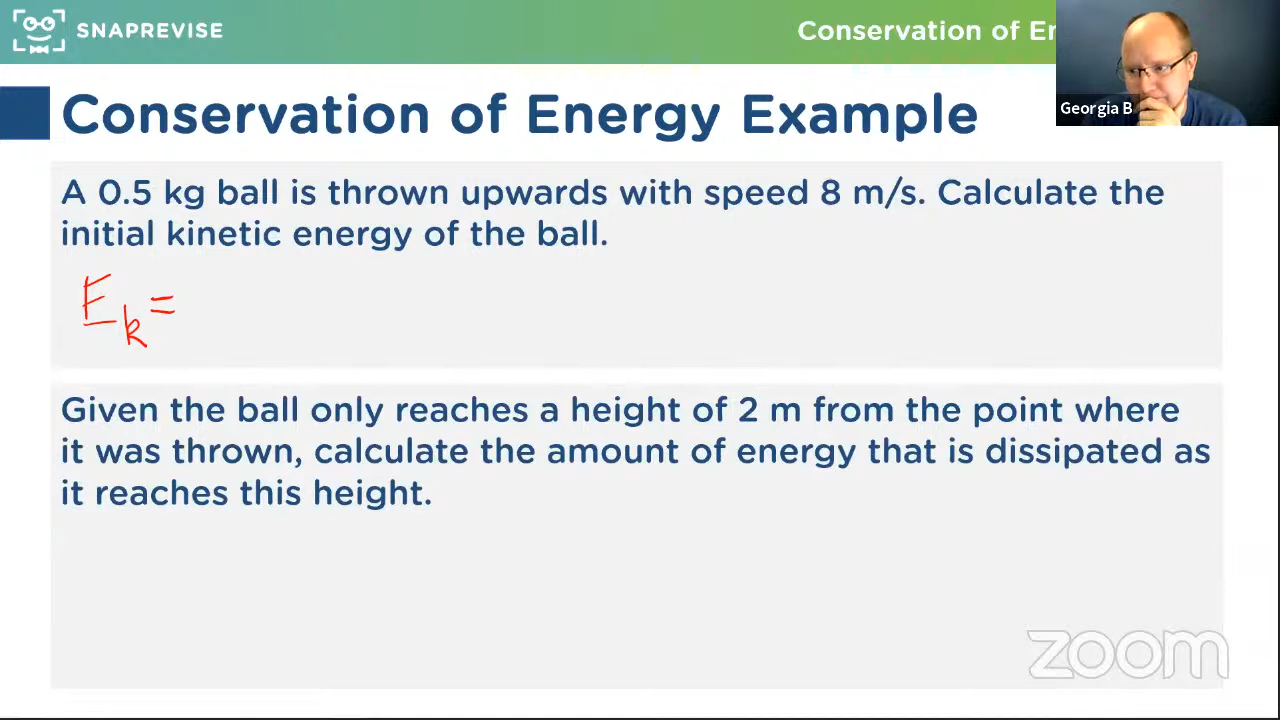 SNAPREVISE
Conservation of Er
Georgia B
Conservation of Energy Example
A 0.5 kg ball is thrown upwards with speed 8 m/s. Calculate the
initial kinetic energy of the ball.
Ek=
Given the ball only reaches a height of 2 m from the point where
it was thrown, calculate the amount of energy that is dissipated as
it reaches this height.
zoom